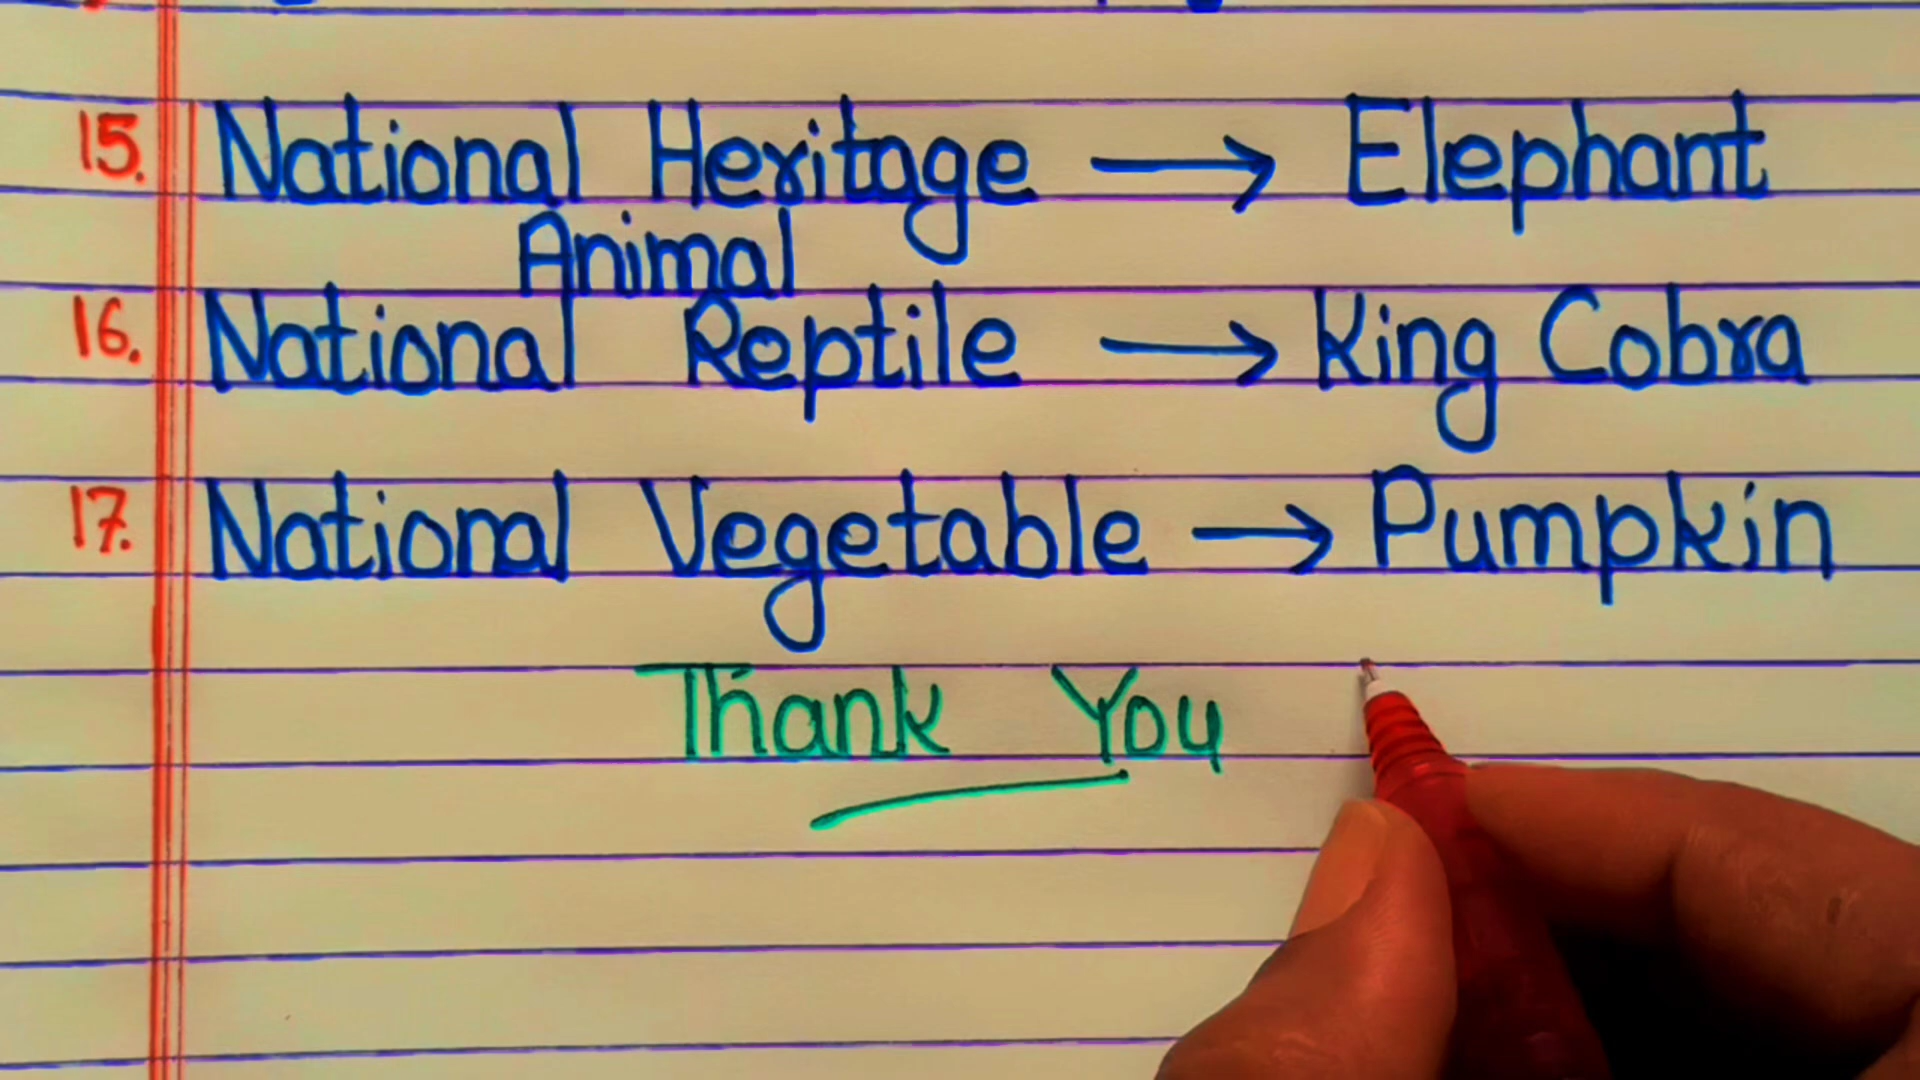 15. National Heritage → Elephant
Animal
16. National Reptile → King Cobra
17. National Vegetable → Pumpkin
Thank You